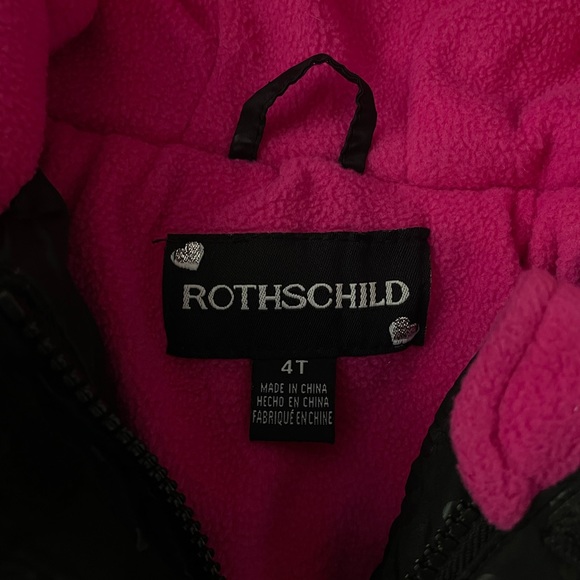 ROTHSCHILD
4T
MADE IN CHINA
HECHO EN CHINA
FABRIQUÉ EN CHINE